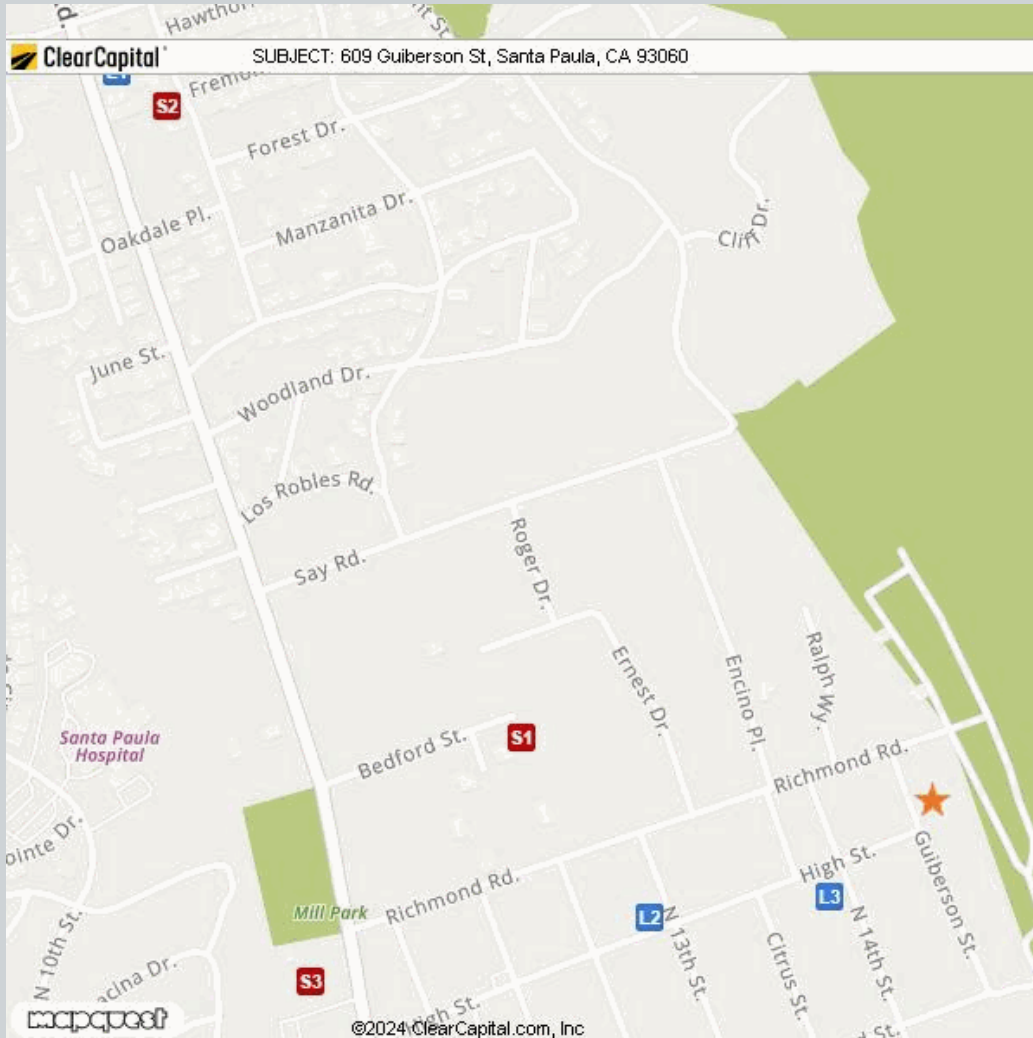 ClearCapital
SUBJECT: 609 Guiberson St, Santa Paula, CA 93060
S2
Forest Dr.
Manzanita Dr.
Oakdale Pl.
Cliff Dr.
June St.
Woodland Dr.
Los Robles Rd.
Say Rd.
Roger Dr.
Ernest Dr.
Encino Pl.
Ralph Wy.
Santa Paula
Hospital
Bedford St.
S1
Richmond Rd.
Guiberson St.
High St.
L3
Mill Park
Richmond Rd.
L2
N 13th St.
N 14th St.
Citrus St.
N 10th St.
S3
High St.
mapquest
©2024 ClearCapital.com, Inc